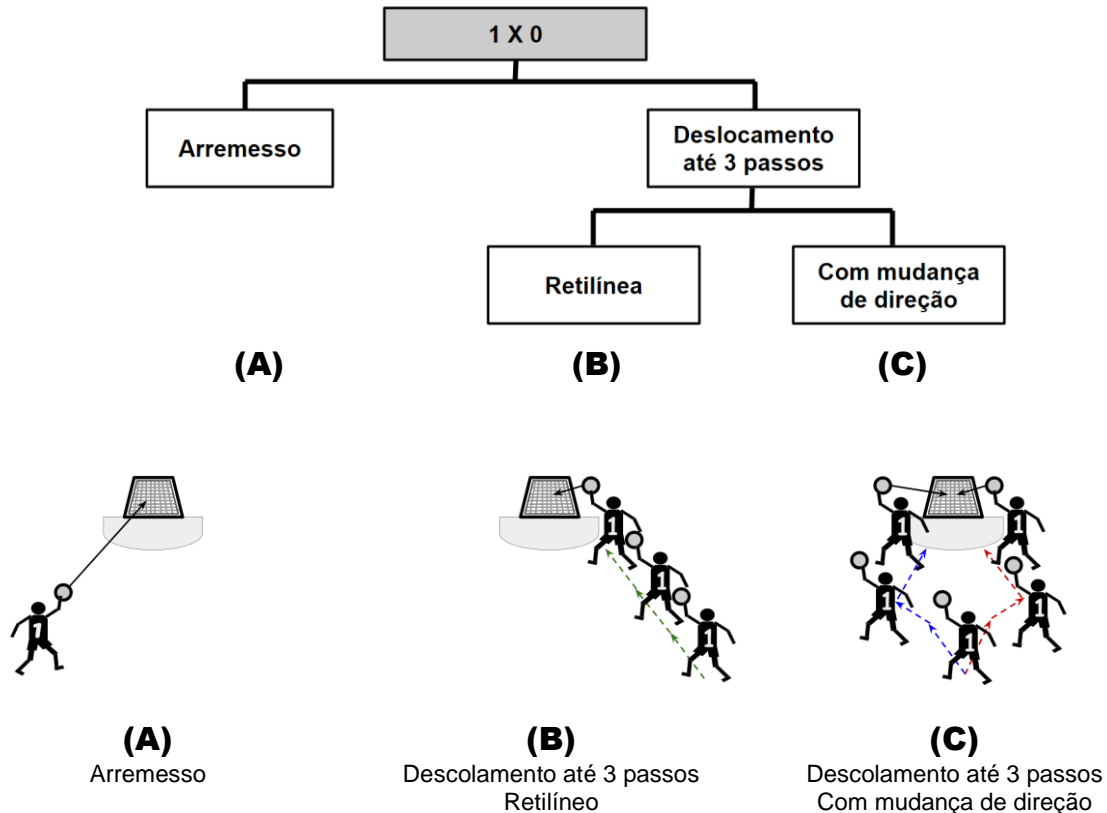 1 X 0
Arremesso
Deslocamento
até 3 passos
Retilínea
Com mudança
de direção
(A)
(B)
(C)
1
1
1
1
1
1
1
1
1
(A)
(B)
(C)
Arremesso
Descolamento até 3 passos
Descolamento até 3 passos
Retilíneo
Com mudança de direção